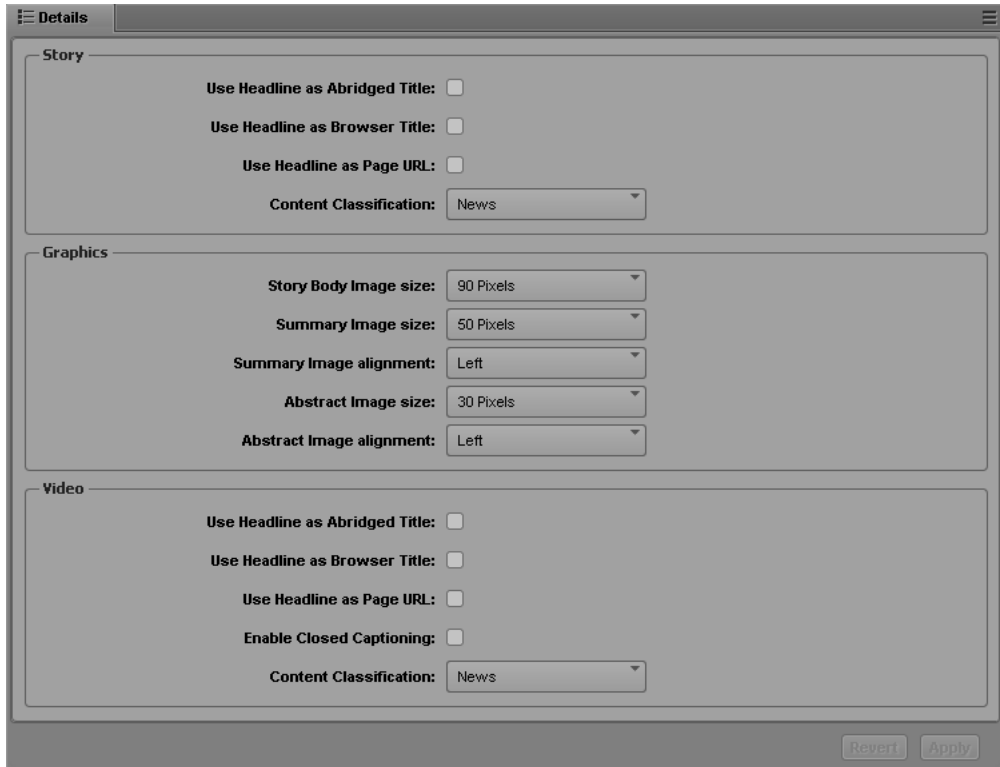 Details
Story
Use Headline as Abridged Title:
Use Headline as Browser Title:
Use Headline as Page URL:
Content Classification: News
Graphics
Story Body Image size: 90 Pixels
Summary Image size: 50 Pixels
Summary Image alignment: Left
Abstract Image size: 30 Pixels
Abstract Image alignment: Left
Video
Use Headline as Abridged Title:
Use Headline as Browser Title:
Use Headline as Page URL:
Enable Closed Captioning:
Content Classification: News
Revert Apply